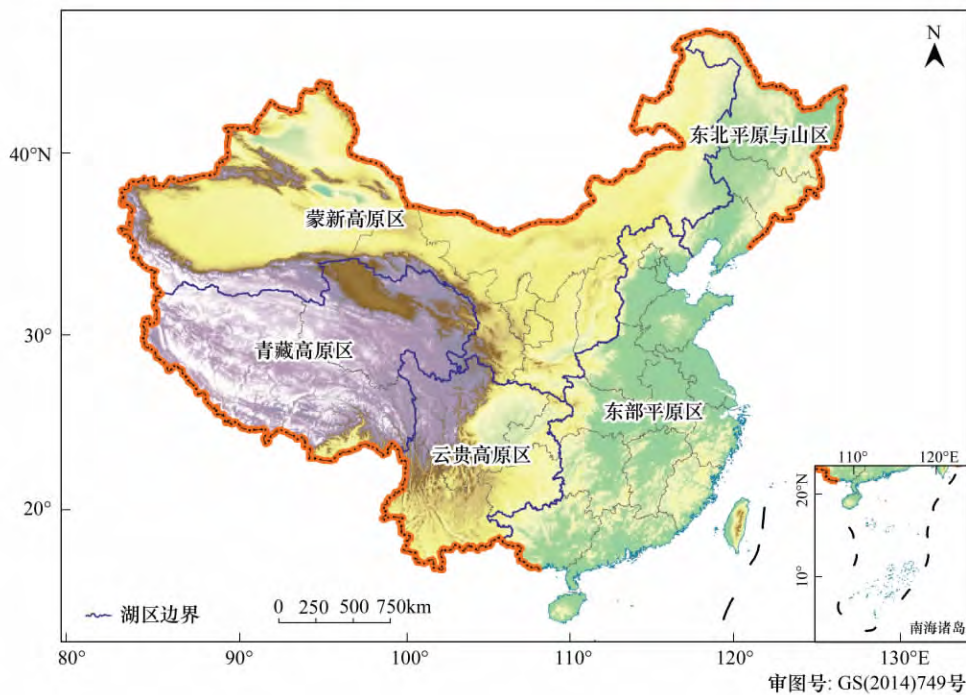 N
东北平原与山区
40°N
蒙新高原区
30°
青藏高原区
东部平原区
云贵高原区
110°
120°E
20°N
20°
10°
0 250 500 750km
湖区边界
南海诸岛
80°
90°
100°
110°
120°
130°E
审图号: GS(2014)749号